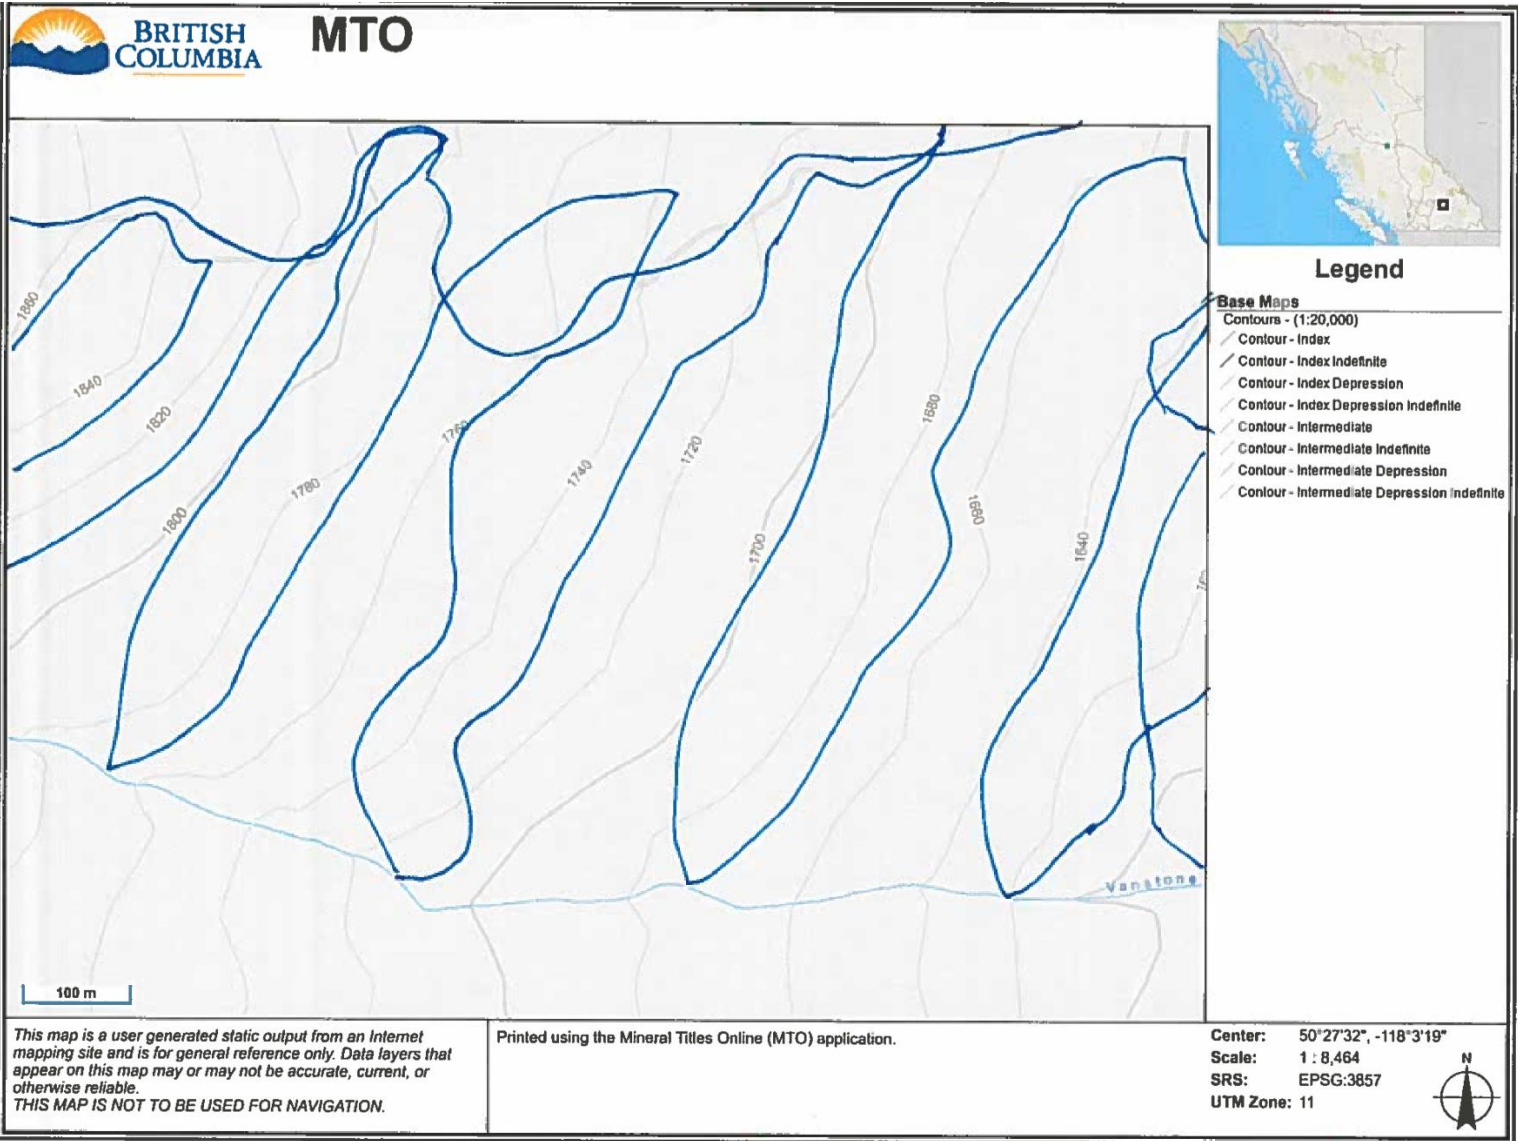 BRITISH
COLUMBIA
MTO
Legend
Base Maps
Contours - (1:20,000)
Contour - Index
Contour - Index Indefinite
Contour - Index Depression
Contour - Index Depression Indefinite
Contour - Intermediate
Contour - Intermediate Indefinite
Contour - Intermediate Depression
Contour - Intermediate Depression Indefinite
1860
1840
1820
1800
1780
1760
1740
1720
1700
1680
1660
1640
Vanstone
100 m
This map is a user generated static output from an Internet
mapping site and is for general reference only. Data layers that
appear on this map may or may not be accurate, current, or
otherwise reliable.
THIS MAP IS NOT TO BE USED FOR NAVIGATION.
Printed using the Mineral Titles Online (MTO) application.
Center: 50°27'32", -118°3'19"
Scale: 1 : 8,464
SRS: EPSG:3857
UTM Zone: 11
N